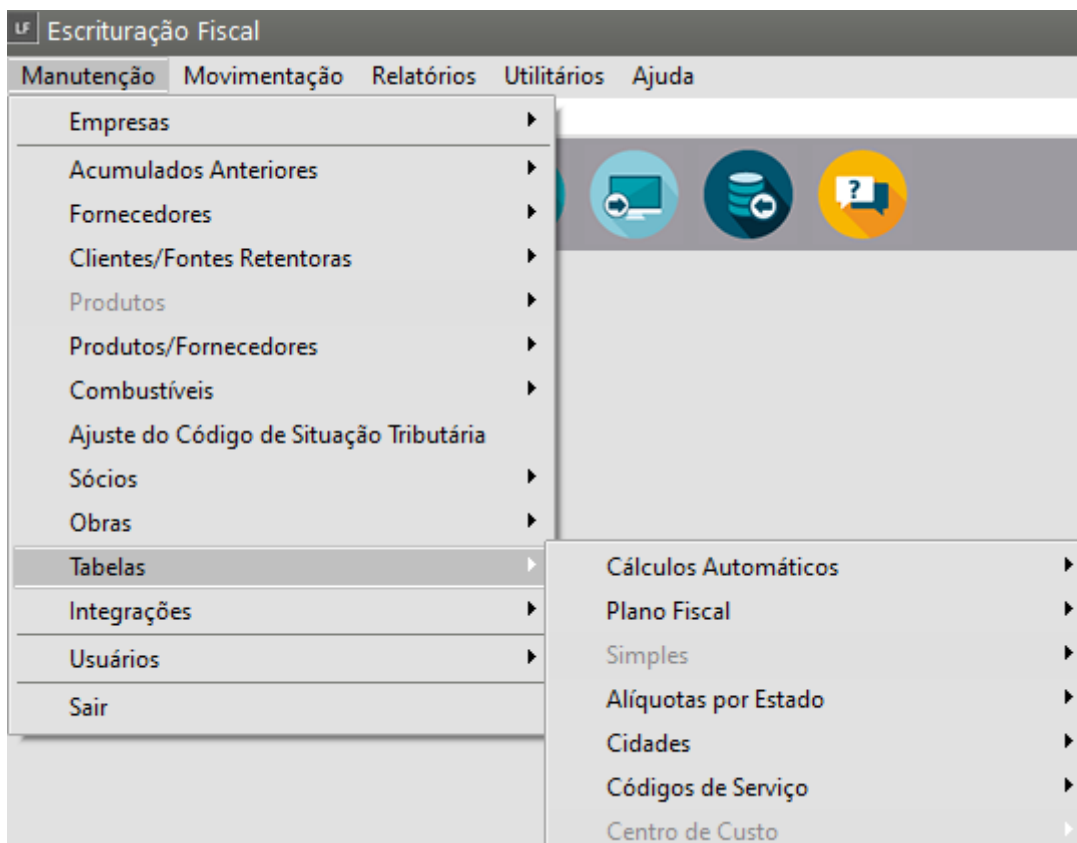 LF Escrituração Fiscal
Manutenção Movimentação Relatórios Utilitários Ajuda
Empresas
Acumulados Anteriores
Fornecedores
Clientes/Fontes Retentoras
?
Produtos
Produtos/Fornecedores
Combustíveis
Ajuste do Código de Situação Tributária
Sócios
Obras
Tabelas
Integrações
Usuários
Sair
Cálculos Automáticos
Plano Fiscal
Simples
Alíquotas por Estado
Cidades
Códigos de Serviço
Centro de Custo